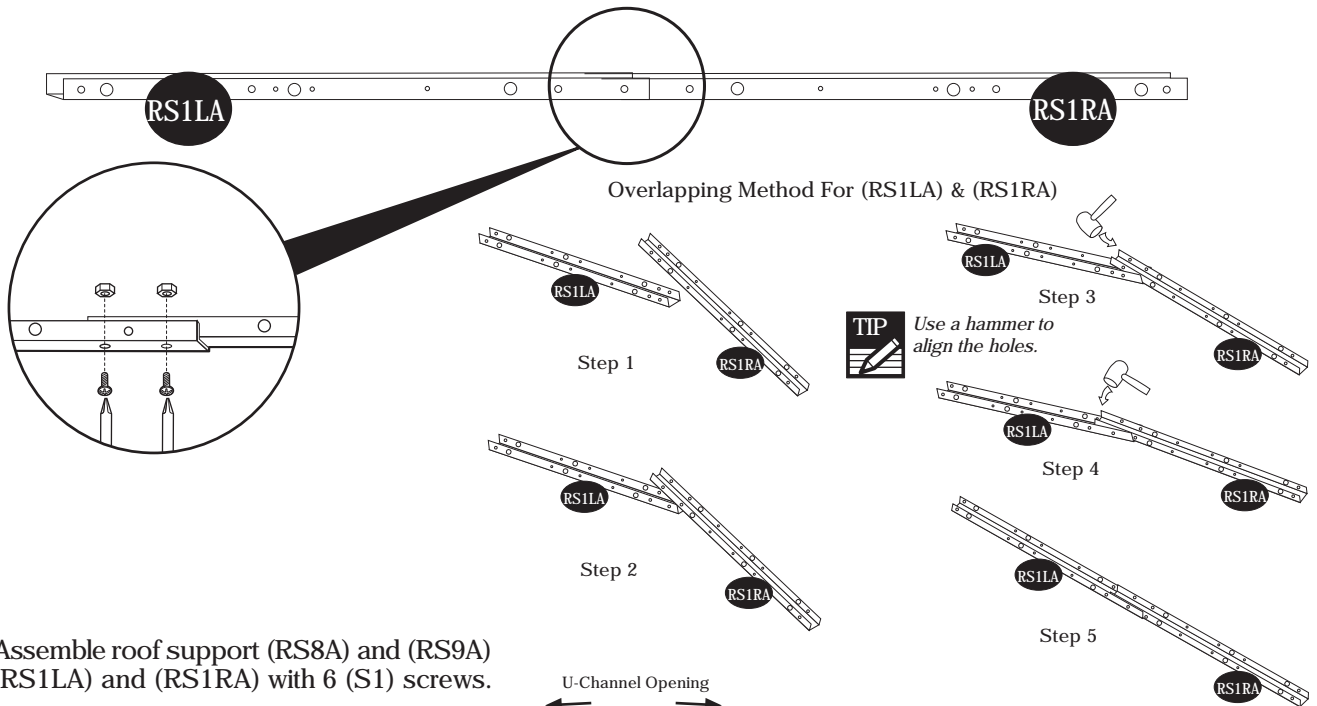 RS1LA
RS1RA
Overlapping Method For (RS1LA) & (RS1RA)
RS1LA
RS1RA
Step 1
RS1LA
RS1RA
Step 2
TIP
Use a hammer to
align the holes.
RS1LA
Step 3
RS1RA
RS1LA
Step 4
RS1RA
RS1LA
Step 5
RS1RA
Assemble roof support (RS8A) and (RS9A)
(RS1LA) and (RS1RA) with 6 (S1) screws.
U-Channel Opening